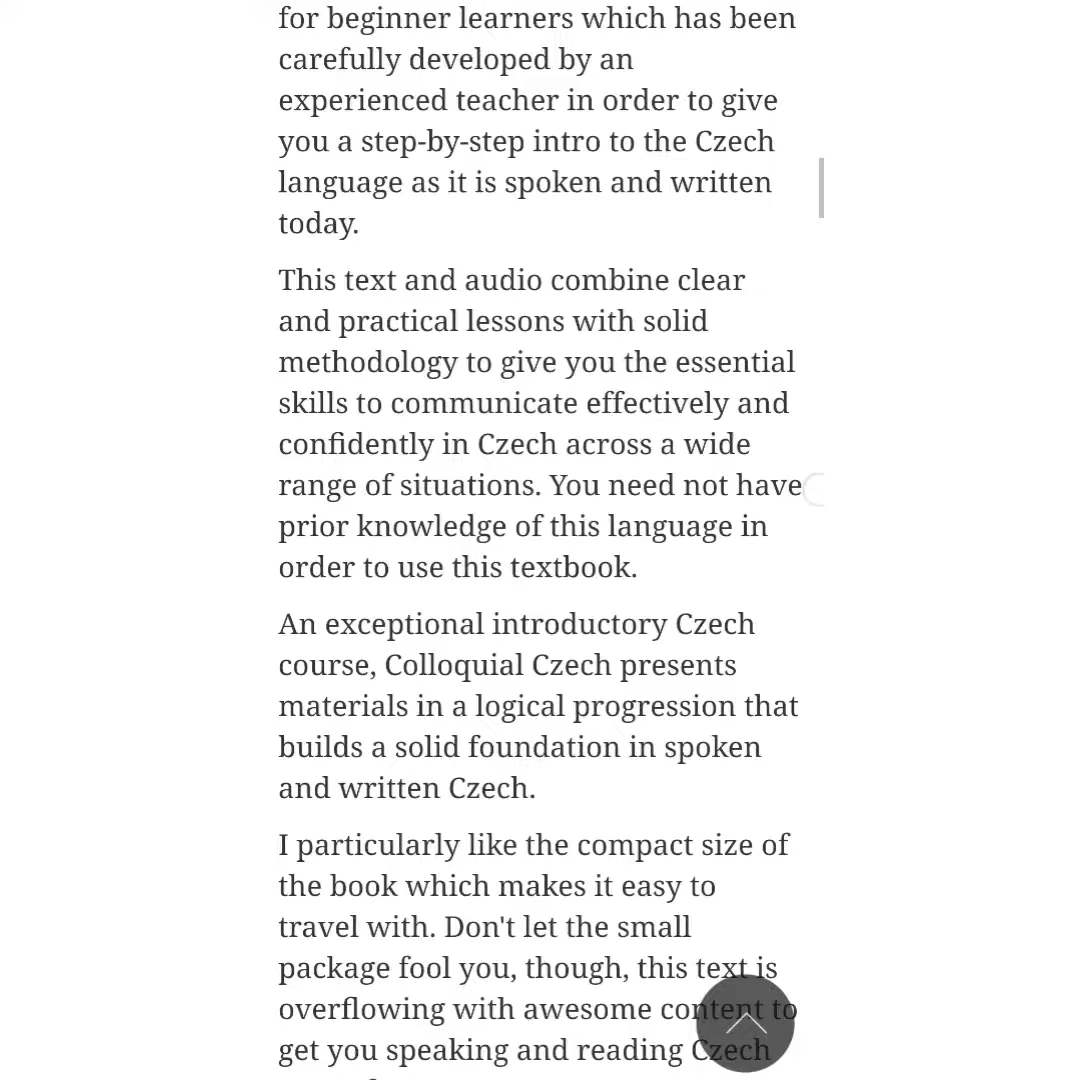 for beginner learners which has been
carefully developed by an
experienced teacher in order to give
you a step-by-step intro to the Czech
language as it is spoken and written
today.
This text and audio combine clear
and practical lessons with solid
methodology to give you the essential
skills to communicate effectively and
confidently in Czech across a wide
range of situations. You need not have
prior knowledge of this language in
order to use this textbook.
An exceptional introductory Czech
course, Colloquial Czech presents
materials in a logical progression that
builds a solid foundation in spoken
and written Czech.
I particularly like the compact size of
the book which makes it easy to
travel with. Don't let the small
package fool you, though, this text is
overflowing with awesome content to
get you speaking and reading Czech